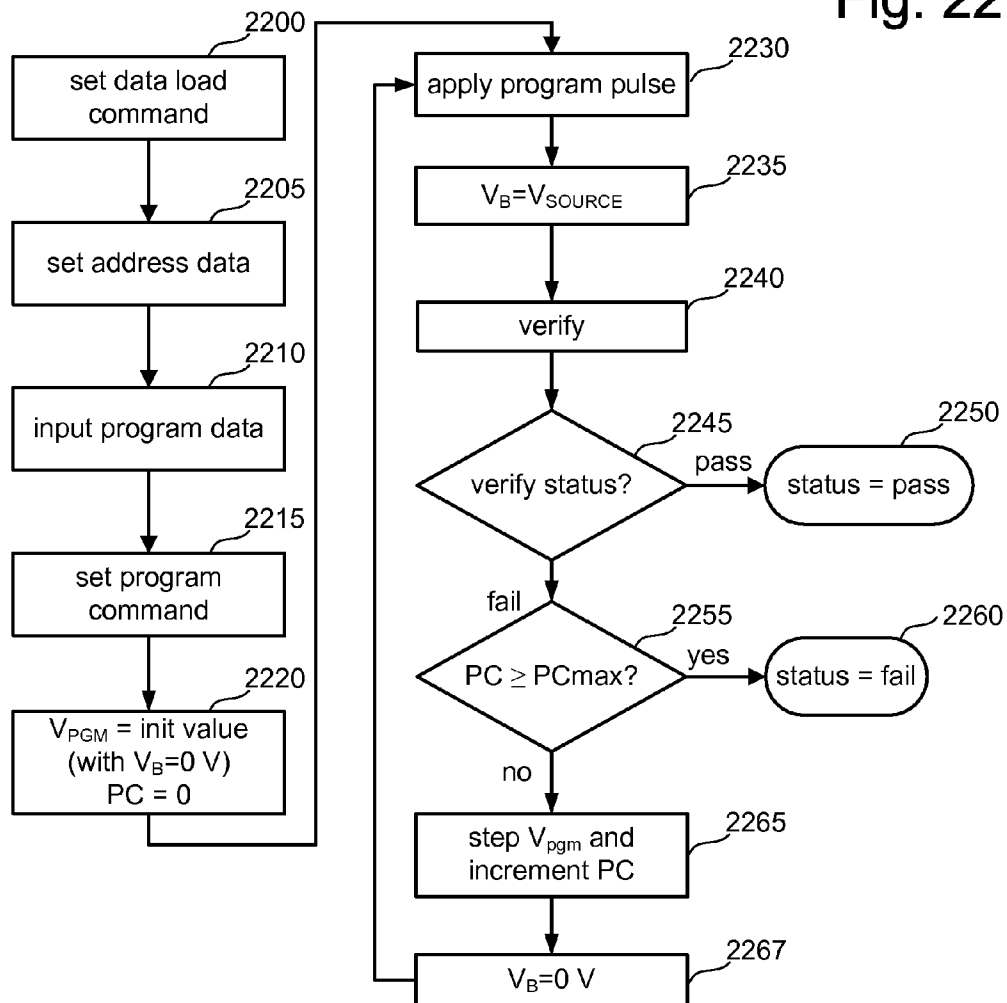 Fig. 22
2200
set data load
command
2205
set address data
2210
input program data
2215
set program
command
2220
V_PGM = init value
(with V_B=0 V)
PC = 0
2230
apply program pulse
2235
V_B=V_SOURCE
2240
verify
2245
verify status?
pass
2250
status = pass
fail
2255
PC ≥ PCmax?
yes
2260
status = fail
no
2265
step V_pgm and
increment PC
2267
V_B=0 V